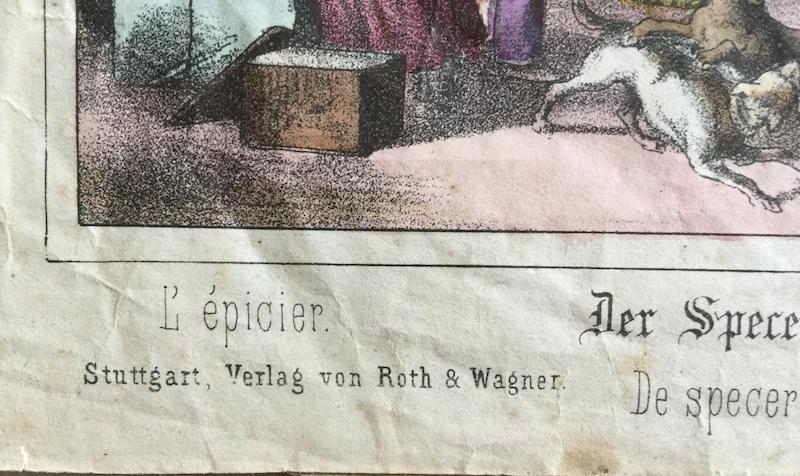 L' épicier.
Der Spece
Stuttgart, Verlag von Roth & Wagner.
De specer